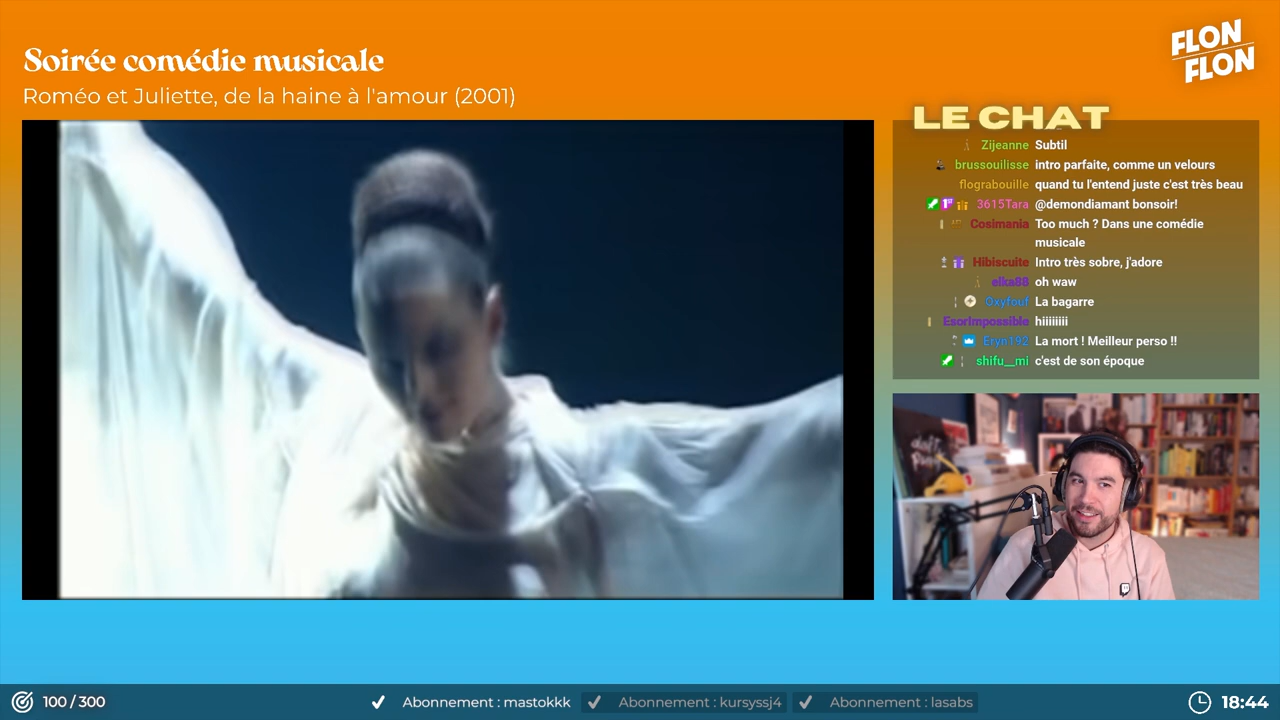 Soirée comédie musicale
Roméo et Juliette, de la haine à l'amour (2001)
FLON
FLON
LE CHAT
Zijeanne Subtil
brussouilisse intro parfaite, comme un velours
flograbouille quand tu l'entend juste c'est très beau
3615Tara @demondiamant bonsoir!
Cosimania Too much ? Dans une comédie
musicale
Hibiscuite Intro très sobre, j'adore
elka88 oh waw
Oxyfouf La bagarre
EsorImpossible hiiiiiiii
Eryn192 La mort ! Meilleur perso !!
shifu__mi c'est de son époque
100 / 300
Abonnement : mastokkk
Abonnement : kursyssj4
Abonnement : lasabs
18:44